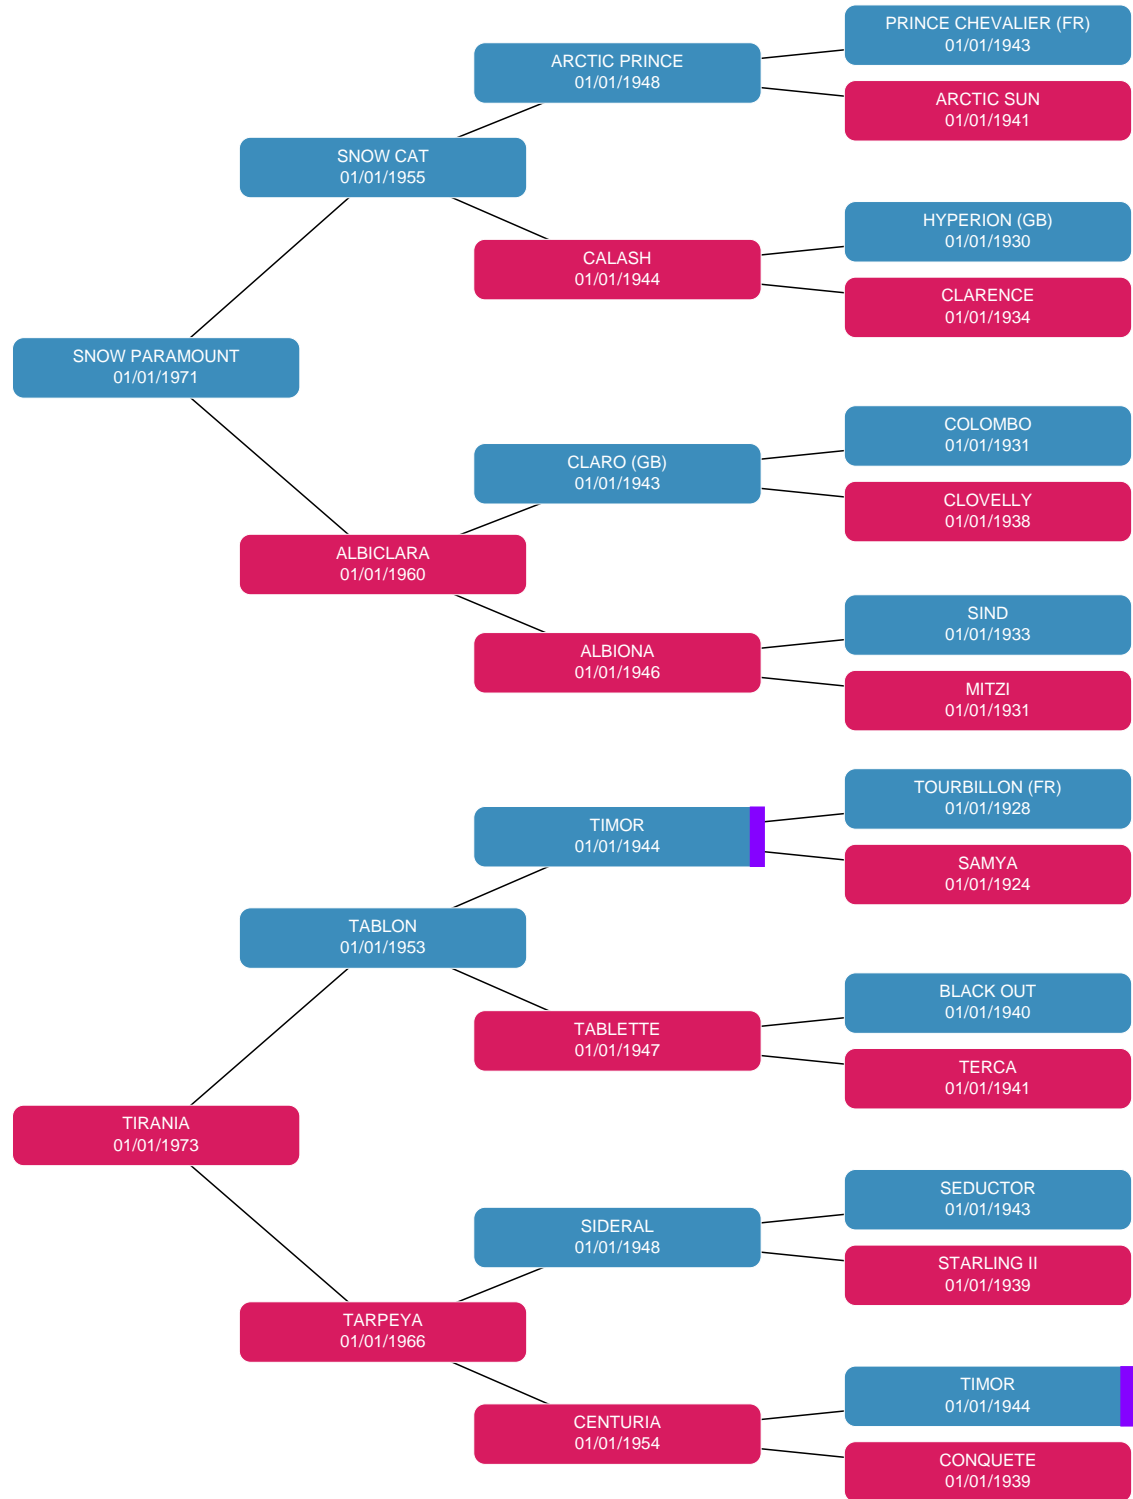 PRINCE CHEVALIER (FR)
01/01/1943
ARCTIC PRINCE
01/01/1948
ARCTIC SUN
01/01/1941
SNOW CAT
01/01/1955
HYPERION (GB)
01/01/1930
CALASH
01/01/1944
CLARENCE
01/01/1934
SNOW PARAMOUNT
01/01/1971
COLOMBO
01/01/1931
CLARO (GB)
01/01/1943
CLOVELLY
01/01/1938
ALBICLARA
01/01/1960
SIND
01/01/1933
ALBIONA
01/01/1946
MITZI
01/01/1931
TOURBILLON (FR)
01/01/1928
TIMOR
01/01/1944
SAMYA
01/01/1924
TABLON
01/01/1953
BLACK OUT
01/01/1940
TABLETTE
01/01/1947
TERCA
01/01/1941
TIRANIA
01/01/1973
SEDUCTOR
01/01/1943
SIDERAL
01/01/1948
STARLING II
01/01/1939
TARPEYA
01/01/1966
TIMOR
01/01/1944
CENTURIA
01/01/1954
CONQUETE
01/01/1939